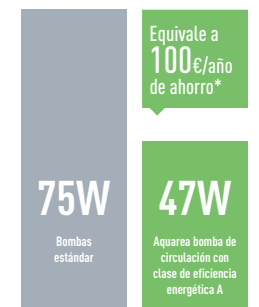 Equivale a
100€/año
de ahorro*
75W
Bombas
estándar
47W
Aquarea bomba de
circulación con
clase de eficiencia
energética A